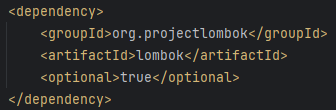 <dependency>
    <groupId>org.projectlombok</groupId>
    <artifactId>lombok</artifactId>
    <optional>true</optional>
</dependency>